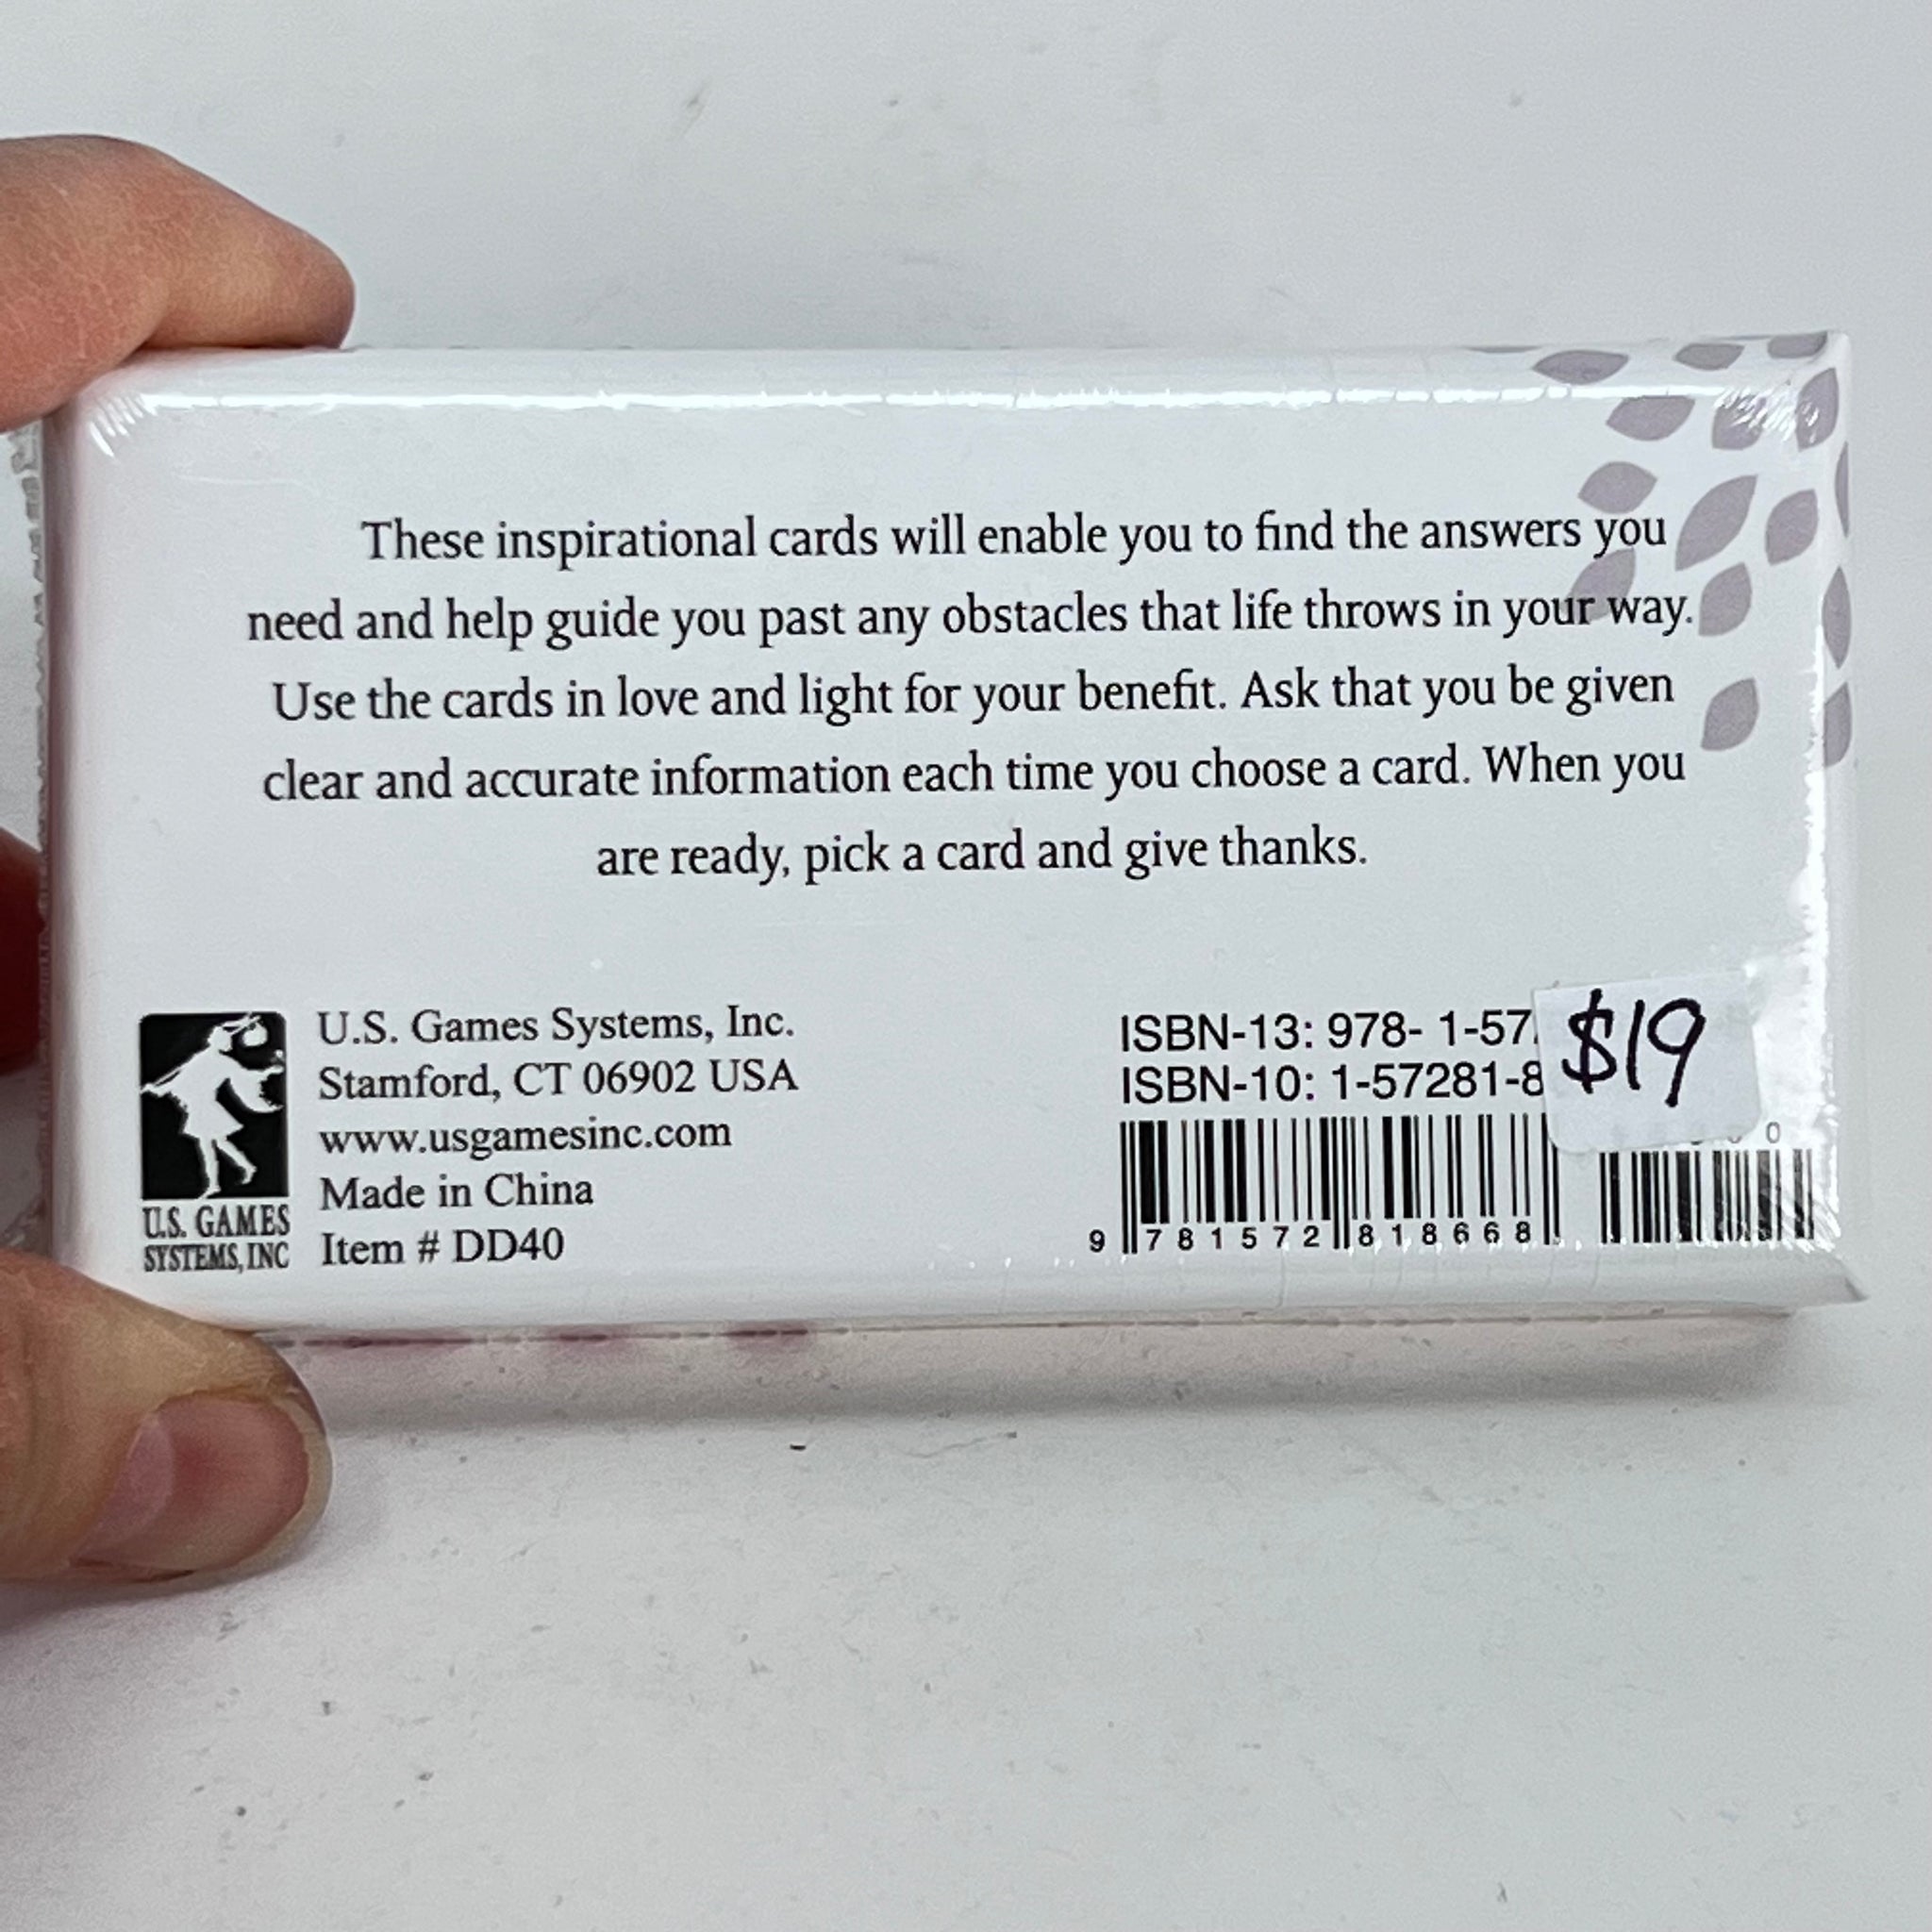 These inspirational cards will enable you to find the answers you
need and help guide you past any obstacles that life throws in your way.
Use the cards in love and light for your benefit. Ask that you be given
clear and accurate information each time you choose a card. When you
are ready, pick a card and give thanks.
U.S. GAMES
SYSTEMS, INC
U.S. Games Systems, Inc.
Stamford, CT 06902 USA
www.usgamesinc.com
Made in China
Item # DD40
ISBN-13: 978- 1-57
ISBN-10: 1-57281-8
$19
9 781572 818668